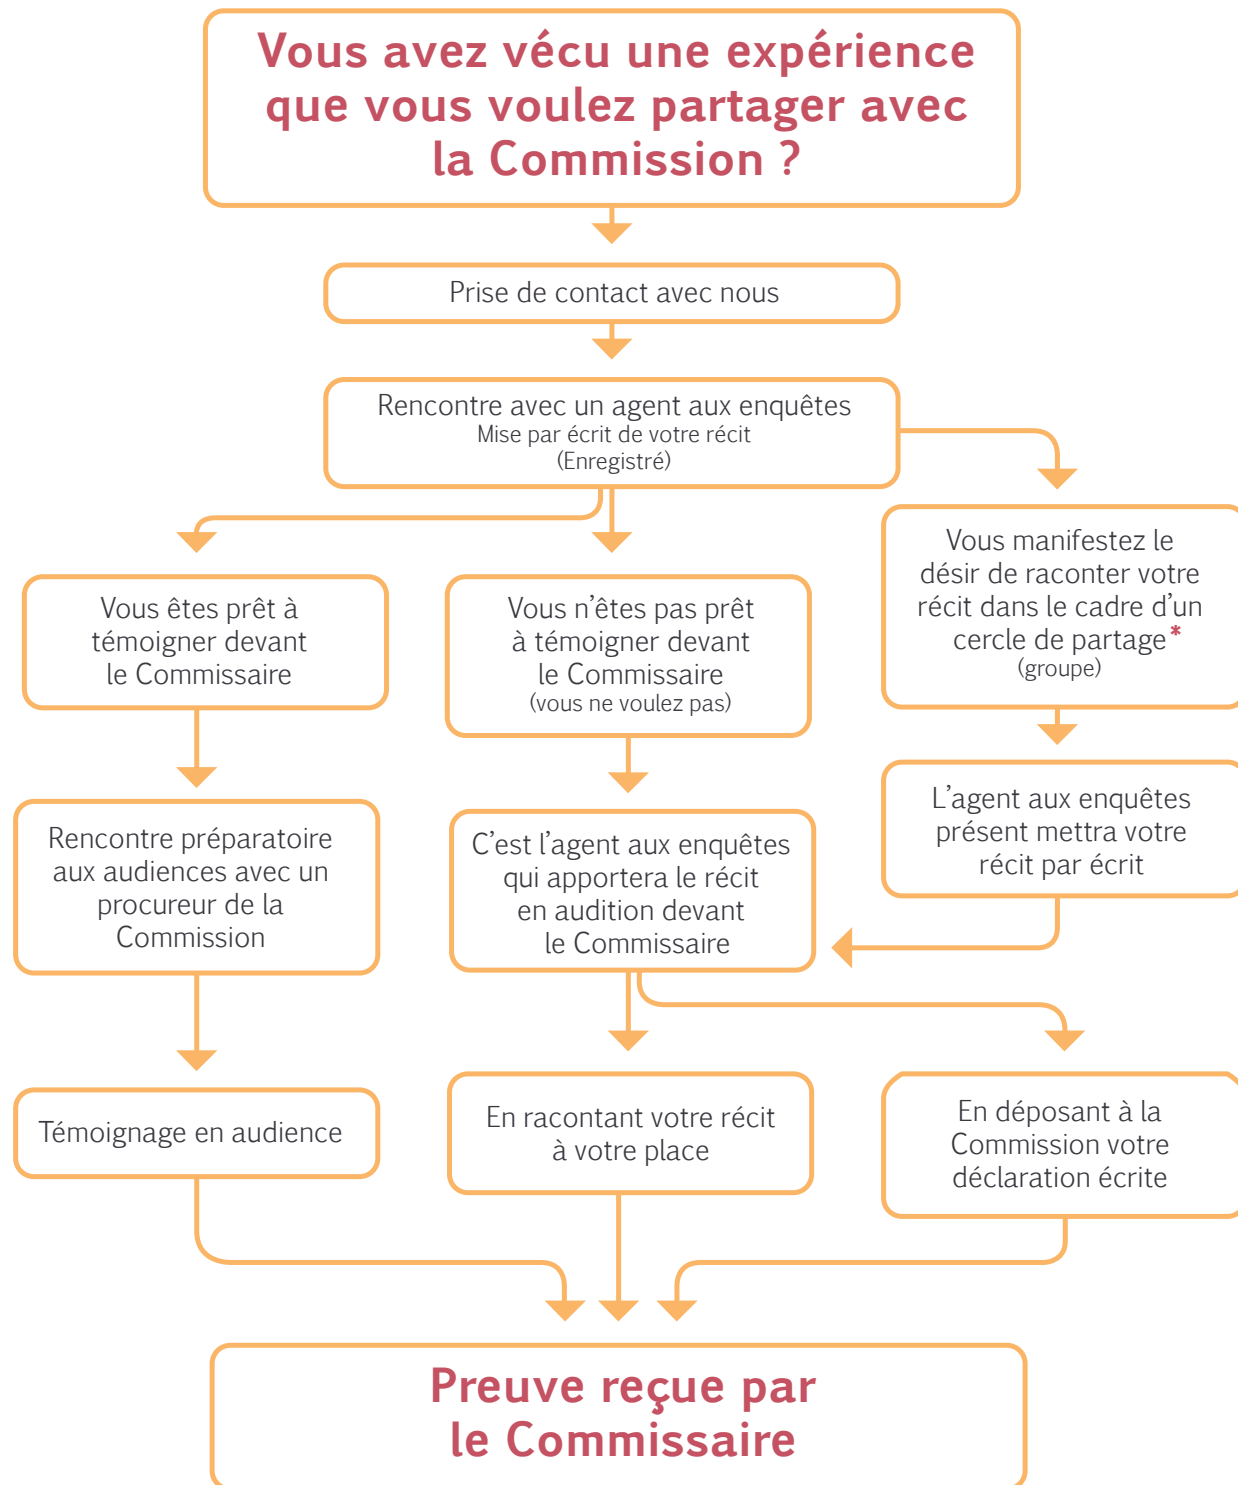 Vous avez vécu une expérience
que vous voulez partager avec
la Commission ?
Prise de contact avec nous
Rencontre avec un agent aux enquêtes
Mise par écrit de votre récit
(Enregistré)
Vous êtes prêt à
témoigner devant
le Commissaire
Vous n’êtes pas prêt
à témoigner devant
le Commissaire
(vous ne voulez pas)
Vous manifestez le
désir de raconter votre
récit dans le cadre d’un
cercle de partage*
(groupe)
Rencontre préparatoire
aux audiences avec un
procureur de la
Commission
C’est l’agent aux enquêtes
qui apportera le récit
en audition devant
le Commissaire
L’agent aux enquêtes
présent mettra votre
récit par écrit
Témoignage en audience
En racontant votre récit
à votre place
En déposant à la
Commission votre
déclaration écrite
Preuve reçue par
le Commissaire